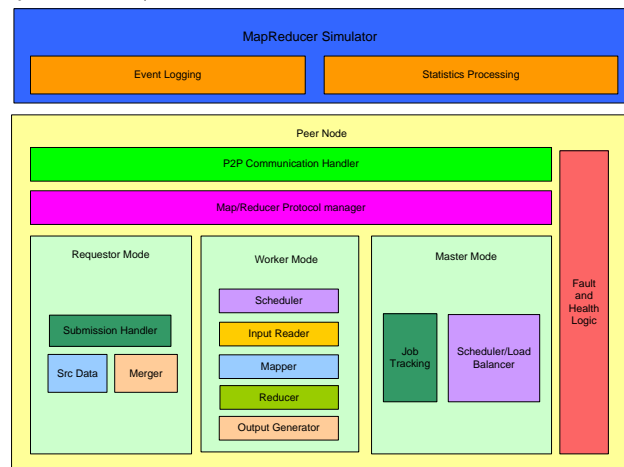 MapReducer Simulator
Event Logging
Statistics Processing
Peer Node
P2P Communication Handler
Map/Reducer Protocol manager
Requestor Mode
Submission Handler
Src Data
Merger
Worker Mode
Scheduler
Input Reader
Mapper
Reducer
Output Generator
Master Mode
Job
Tracking
Scheduler/Load
Balancer
Fault
and
Health
Logic